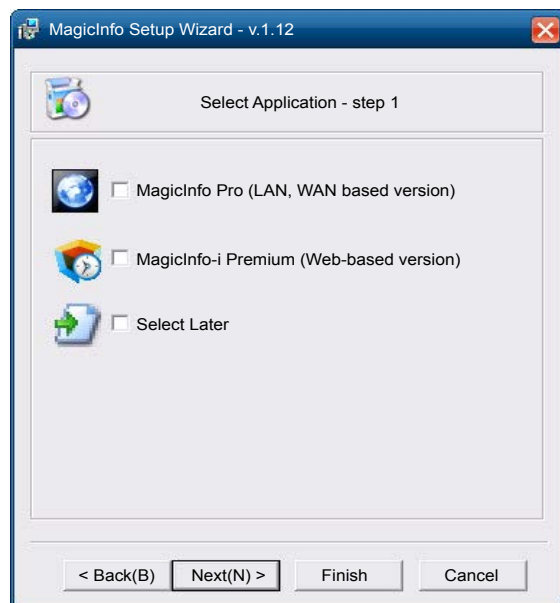 MagicInfo Setup Wizard - v.1.12
Select Application - step 1
MagicInfo Pro (LAN, WAN based version)
MagicInfo-i Premium (Web-based version)
Select Later
< Back(B) Next(N) > Finish Cancel